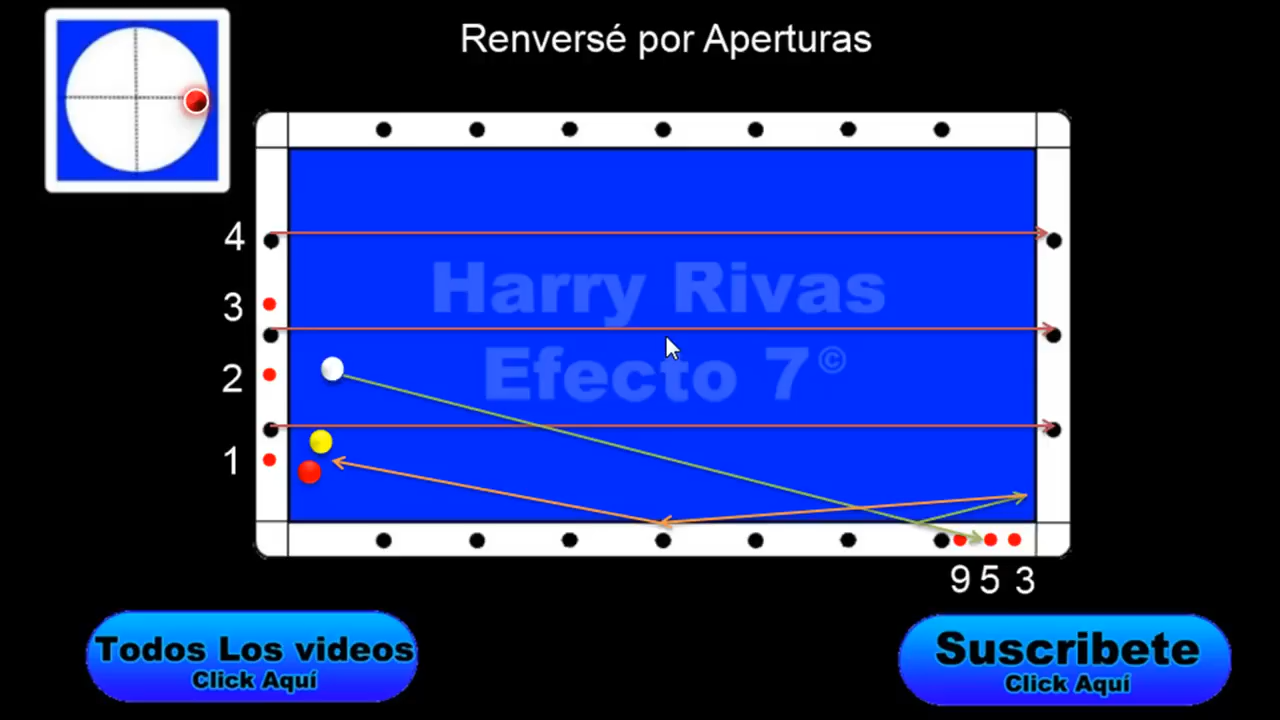 Renversé por Aperturas
4
3
2
1
Harry Rivas
Efecto 7©
9 5 3
Todos Los videos
Click Aquí
Suscribete
Click Aquí